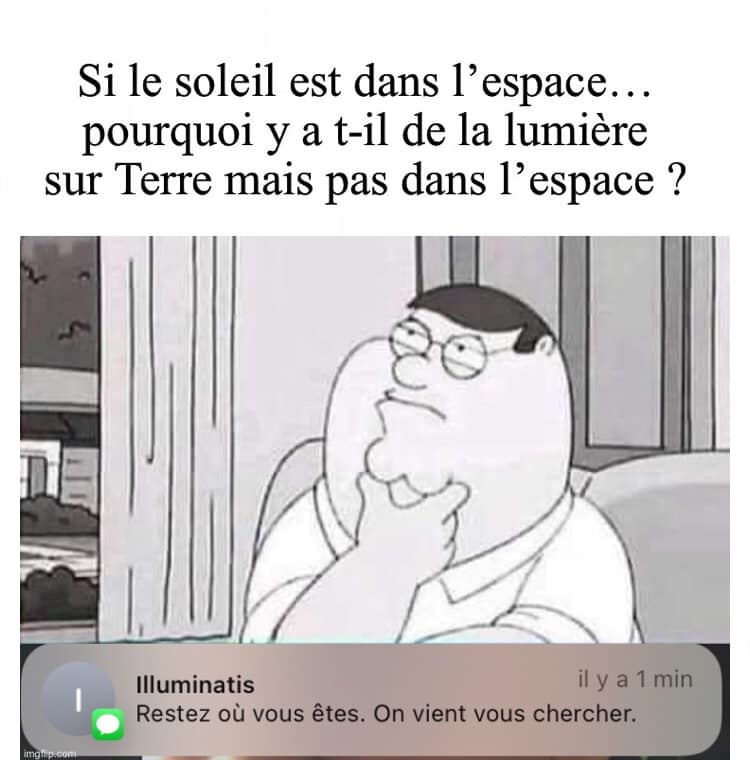 Si le soleil est dans l’espace…
pourquoi y a t-il de la lumière
sur Terre mais pas dans l’espace ?
I
Illuminatis
il y a 1 min
Restez où vous êtes. On vient vous chercher.
imgflip.com